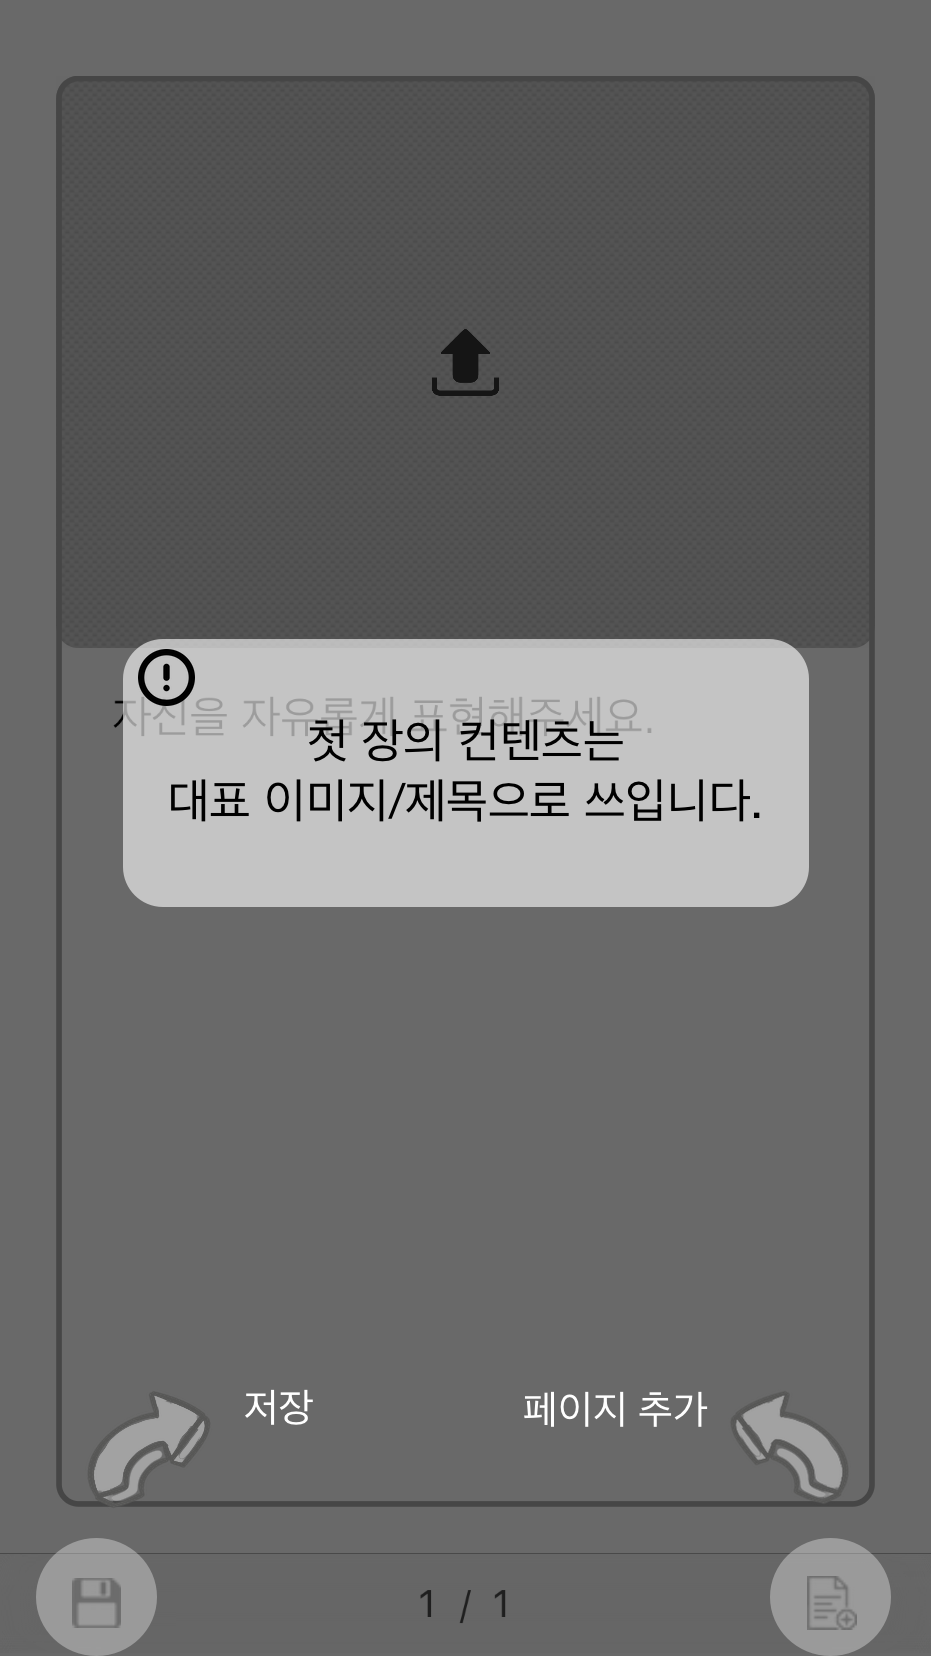 자신을 자유롭게 표현해주세요.
첫 장의 컨텐츠는
대표 이미지/제목으로 쓰입니다.
저장
페이지 추가
1 / 1